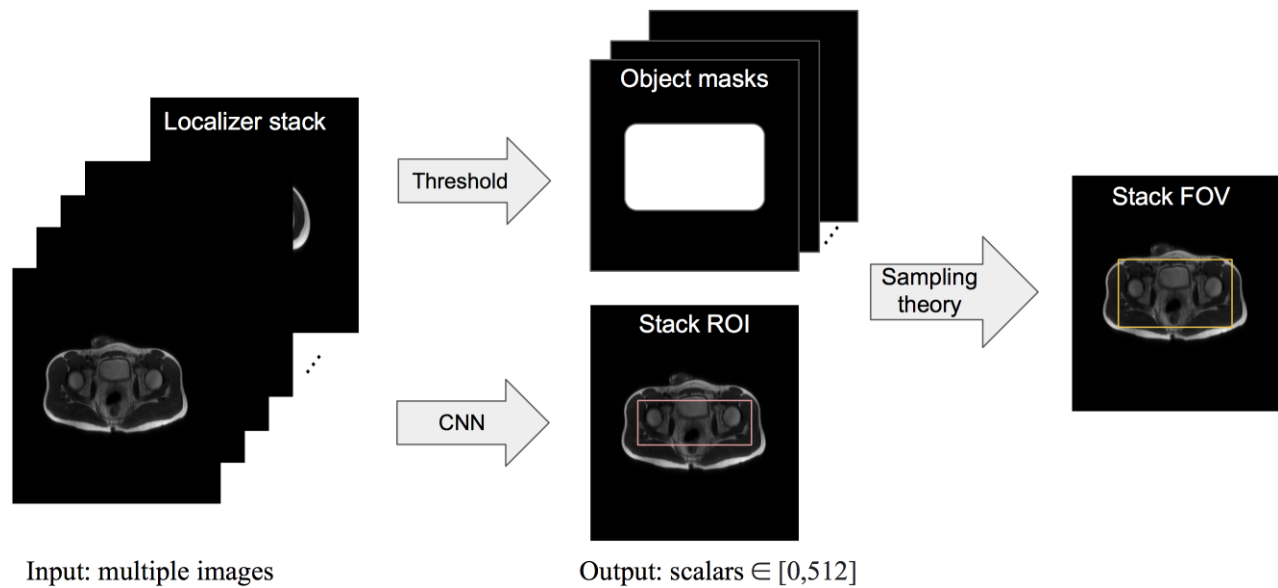 Localizer stack
Threshold
CNN
Object masks
Stack ROI
Sampling
theory
Stack FOV
Input: multiple images
Output: scalars ∈ [0,512]